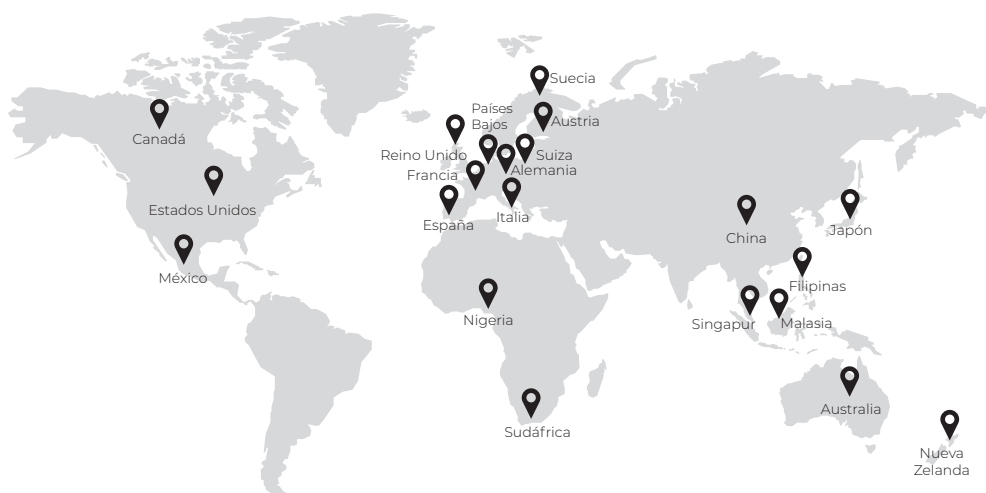 Suecia
Países
Bajos
Austria
Canadá
Reino Unido
Suiza
Francia
Alemania
Estados Unidos
Italia
España
China
Japón
México
Filipinas
Nigeria
Singapur
Malasia
Australia
Sudáfrica
Nueva
Zelanda